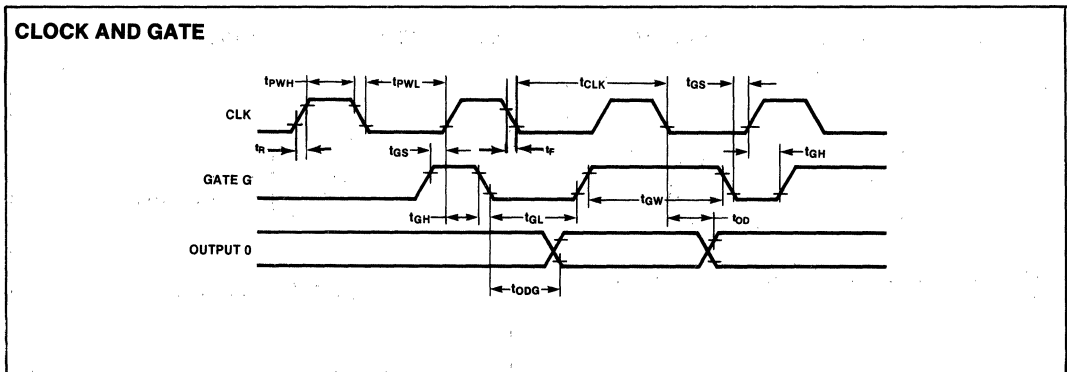 CLOCK AND GATE
tPWH tPWL tCLK tGS
CLK
tR tGS tF tGH
GATE G
tGH tGL tGW tOD
OUTPUT 0
tODG